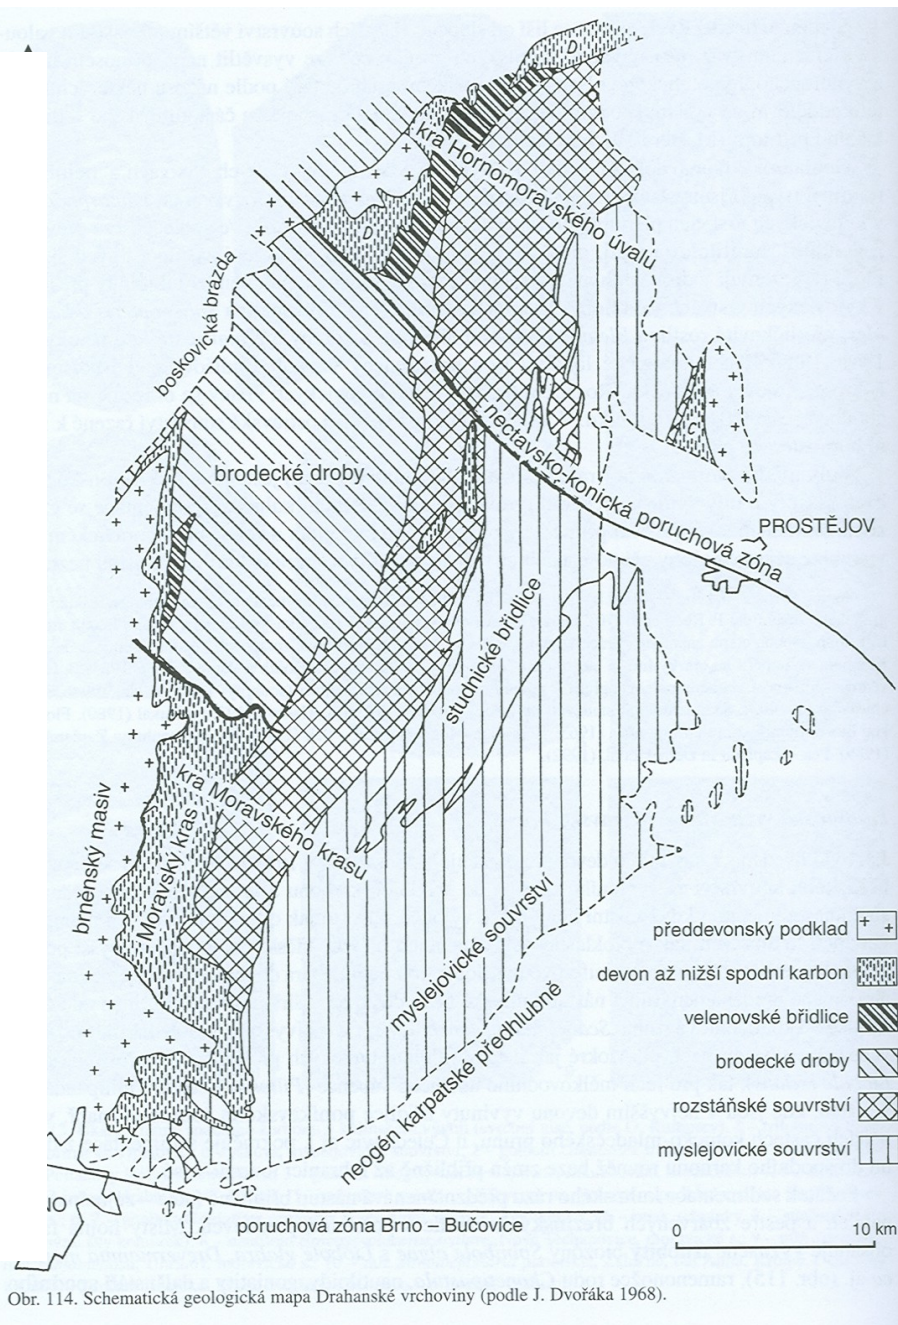 D
kra Hornomoravského úvalu
D
boskovická brázda
C
brodecké droby
nectavsko-konická poruchová zóna
PROSTĚJOV
A
studnické břidlice
kra Moravského krasu
brněnský masiv
Moravský kras
myslejovické souvrství
neogén karpatské předhlubně
předdevonský podklad
devon až nižší spodní karbon
velenovské břidlice
brodecké droby
rozstáňské souvrství
myslejovické souvrství
NO
poruchová zóna Brno – Bučovice
0 10 km
Obr. 114. Schematická geologická mapa Drahanské vrchoviny (podle J. Dvořáka 1968).